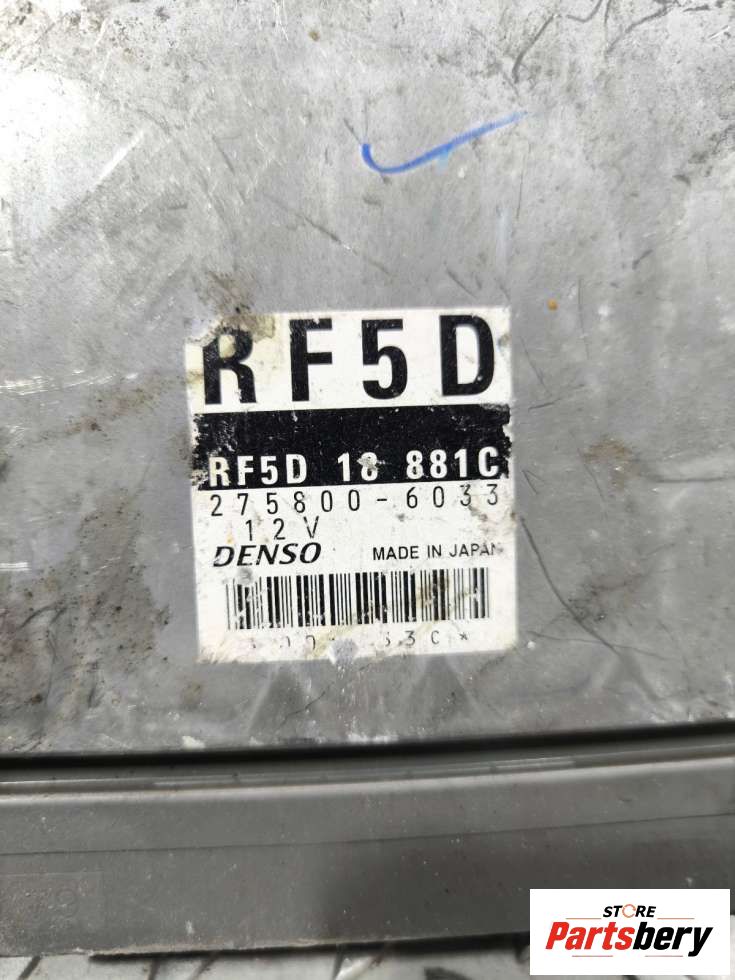 RF5D
RF5D 18 881C
275800-6033
12V
DENSO MADE IN JAPAN
STORE
Partsbery